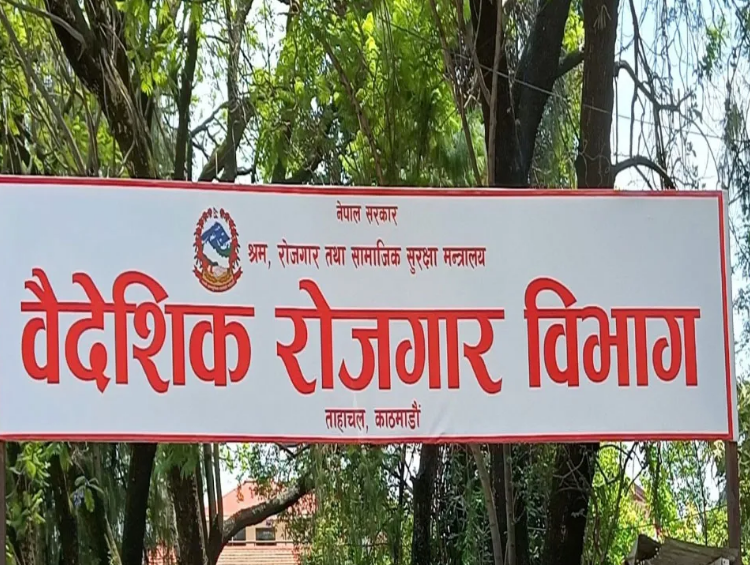 नेपाल सरकार
श्रम, रोजगार तथा सामाजिक सुरक्षा मन्त्रालय
वैदेशिक रोजगार विभाग
ताहाचल, काठमाडौं